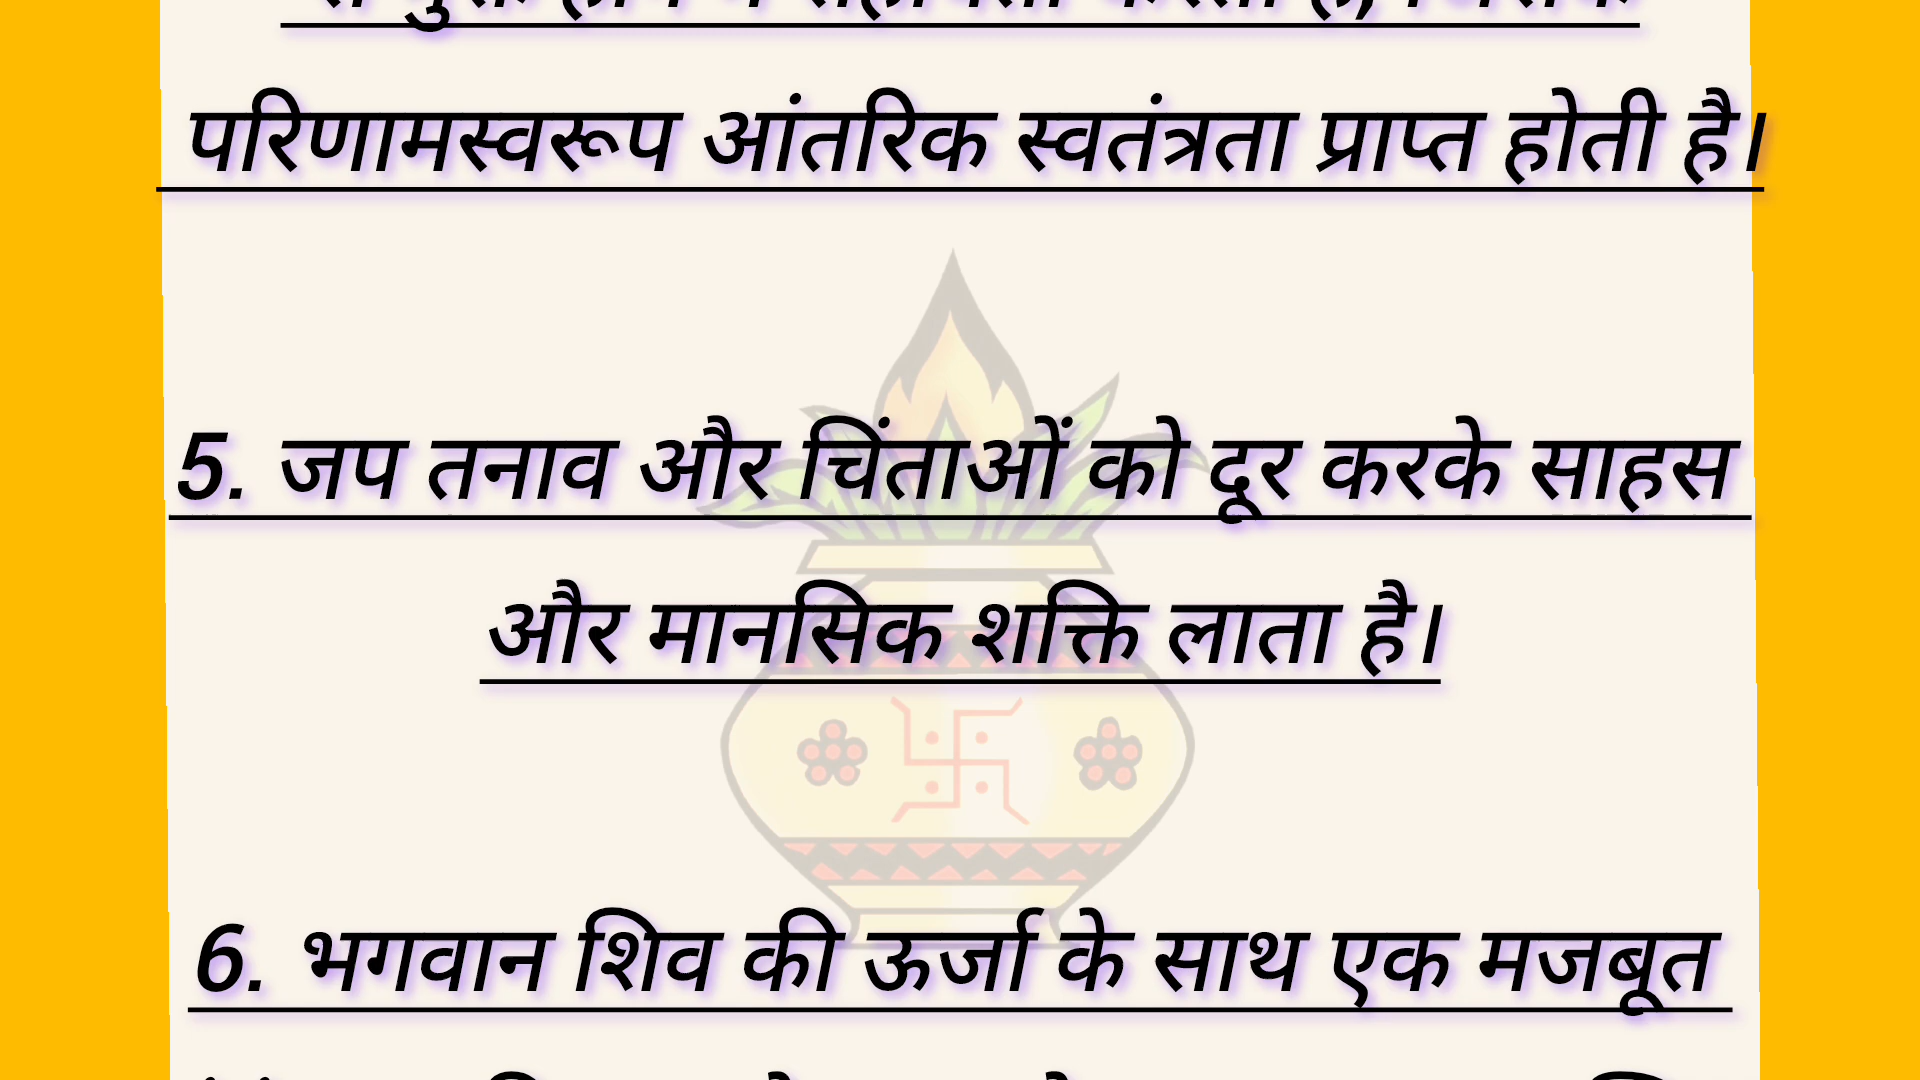 परिणामस्वरूप आंतरिक स्वतंत्रता प्राप्त होती है।
5. जप तनाव और चिंताओं को दूर करके साहस
और मानसिक शक्ति लाता है।
6. भगवान शिव की ऊर्जा के साथ एक मजबूत